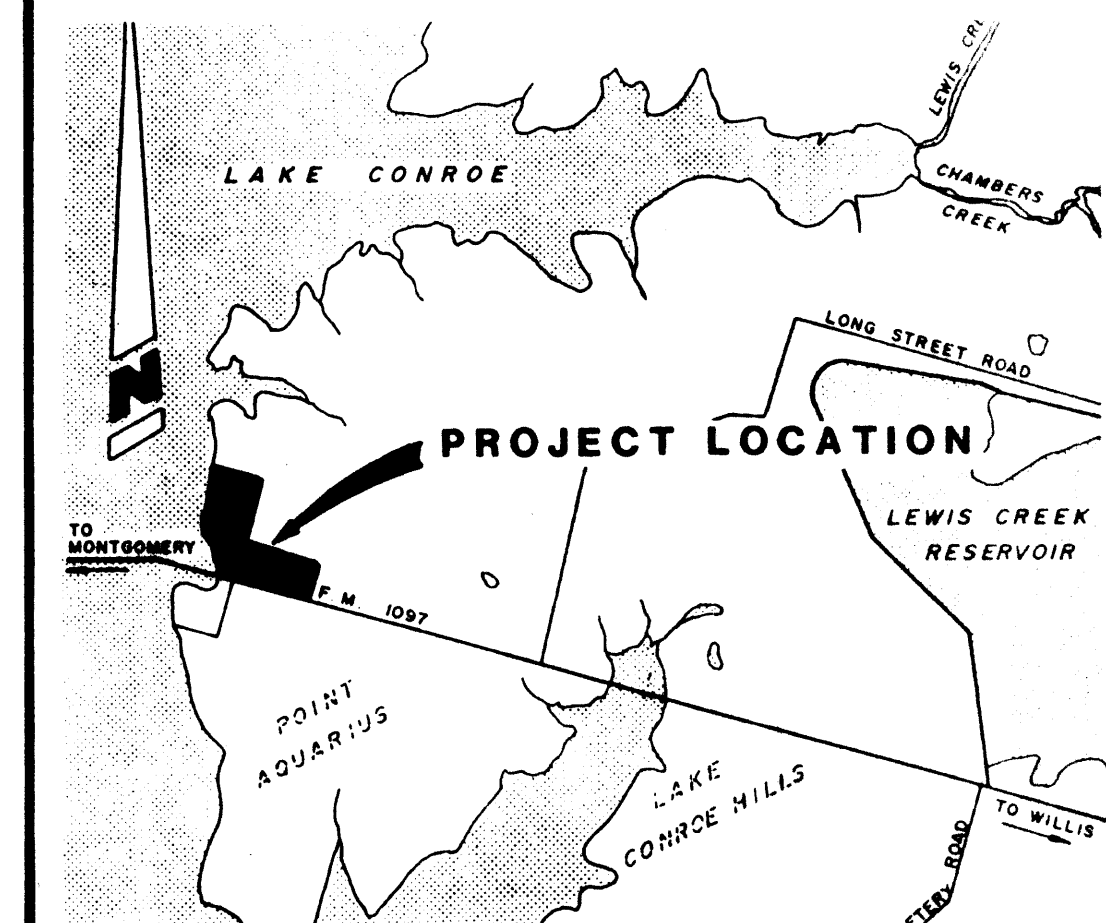 LEWIS
LAKE CONROE
CHAMBERS
CREEK
LONG STREET ROAD
N
PROJECT LOCATION
TO
MONTGOMERY
LEWIS CREEK
RESERVOIR
F. M. 1097
POINT
AQUARIUS
LAKE
CONROE HILLS
TO WILLIS
ROAD